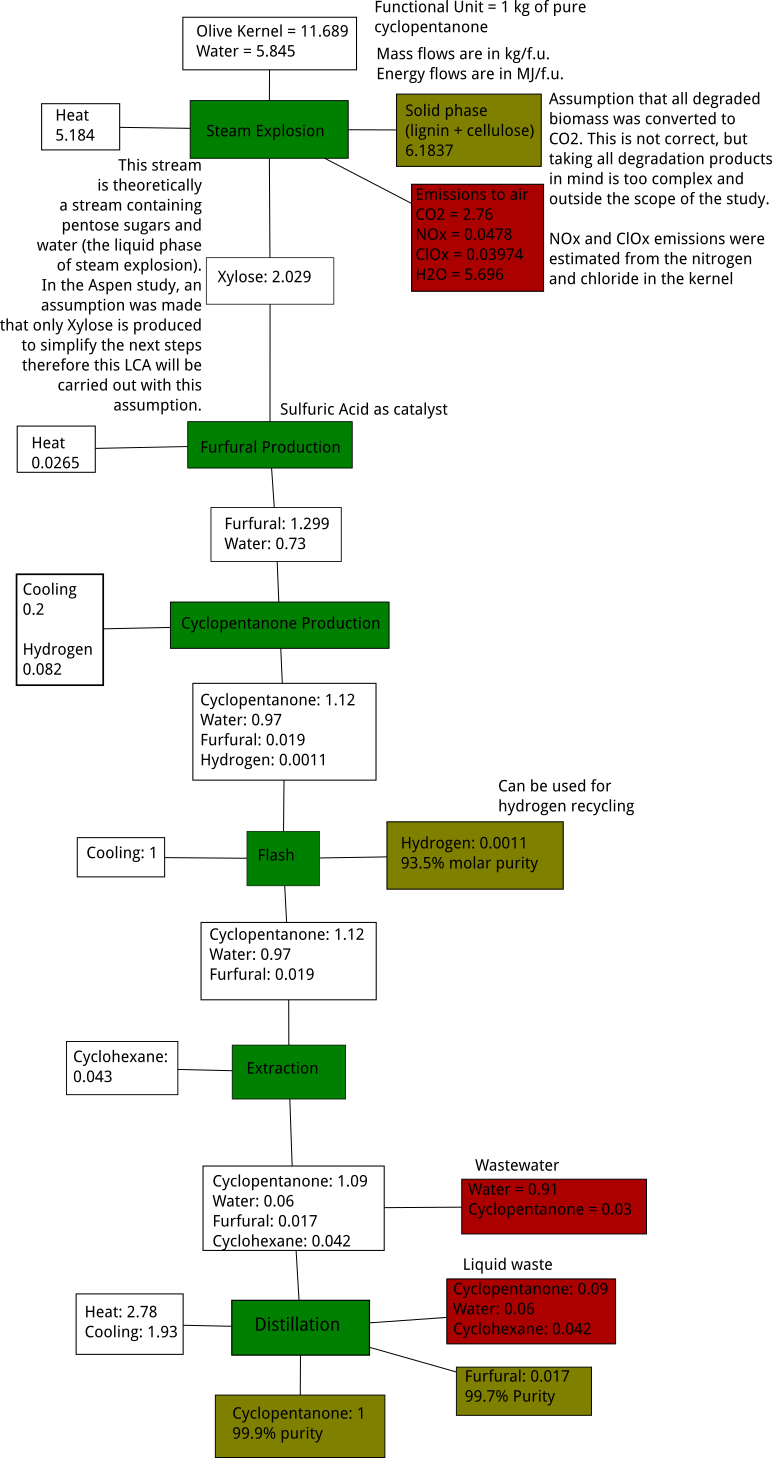 Functional Unit = 1 kg of pure
cyclopentanone
Mass flows are in kg/f.u.
Energy flows are in MJ/f.u.
Olive Kernel = 11.689
Water = 5.845
Heat
5.184
Steam Explosion
Solid phase
(lignin + cellulose)
6.1837
Assumption that all degraded
biomass was converted to
CO2. This is not correct, but
taking all degradation products
in mind is too complex and
outside the scope of the study.
NOx and ClOx emissions were
estimated from the nitrogen
and chloride in the kernel
Emissions to air
CO2 = 2.76
NOx = 0.0478
ClOx = 0.03974
H2O = 5.696
This stream
is theoretically
a stream containing
pentose sugars and
water (the liquid phase
of steam explosion).
In the Aspen study, an
assumption was made
that only Xylose is produced
to simplify the next steps
therefore this LCA will be
carried out with this
assumption.
Xylose: 2.029
Sulfuric Acid as catalyst
Heat
0.0265
Furfural Production
Furfural: 1.299
Water: 0.73
Cooling
0.2
Hydrogen
0.082
Cyclopentanone Production
Cyclopentanone: 1.12
Water: 0.97
Furfural: 0.019
Hydrogen: 0.0011
Can be used for
hydrogen recycling
Cooling: 1
Flash
Hydrogen: 0.0011
93.5% molar purity
Cyclopentanone: 1.12
Water: 0.97
Furfural: 0.019
Cyclohexane:
0.043
Extraction
Cyclopentanone: 1.09
Water: 0.06
Furfural: 0.017
Cyclohexane: 0.042
Wastewater
Water = 0.91
Cyclopentanone = 0.03
Liquid waste
Cyclopentanone: 0.09
Water: 0.06
Cyclohexane: 0.042
Heat: 2.78
Cooling: 1.93
Distillation
Furfural: 0.017
99.7% Purity
Cyclopentanone: 1
99.9% purity